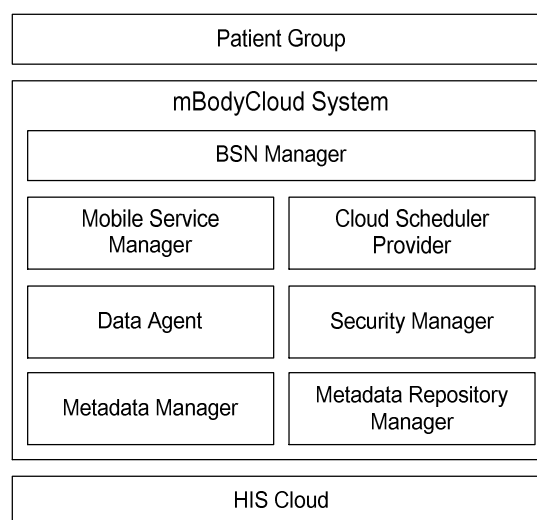 Patient Group
mBodyCloud System
BSN Manager
Mobile Service
Manager
Cloud Scheduler
Provider
Data Agent
Security Manager
Metadata Manager
Metadata Repository
Manager
HIS Cloud